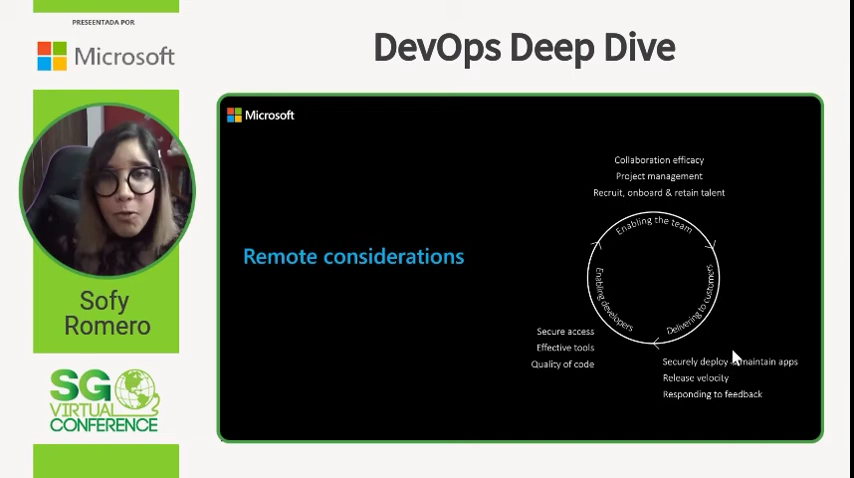 PRESEENTADA POR
Microsoft
DevOps Deep Dive
Microsoft
Collaboration efficacy
Project management
Recruit, onboard & retain talent
Enabling the team
Remote considerations
Enabling developers
Delivering to customers
Secure access
Effective tools
Quality of code
Securely deploy maintain apps
Release velocity
Responding to feedback
Sofy
Romero
SG
VIRTUAL
CONFERENCE